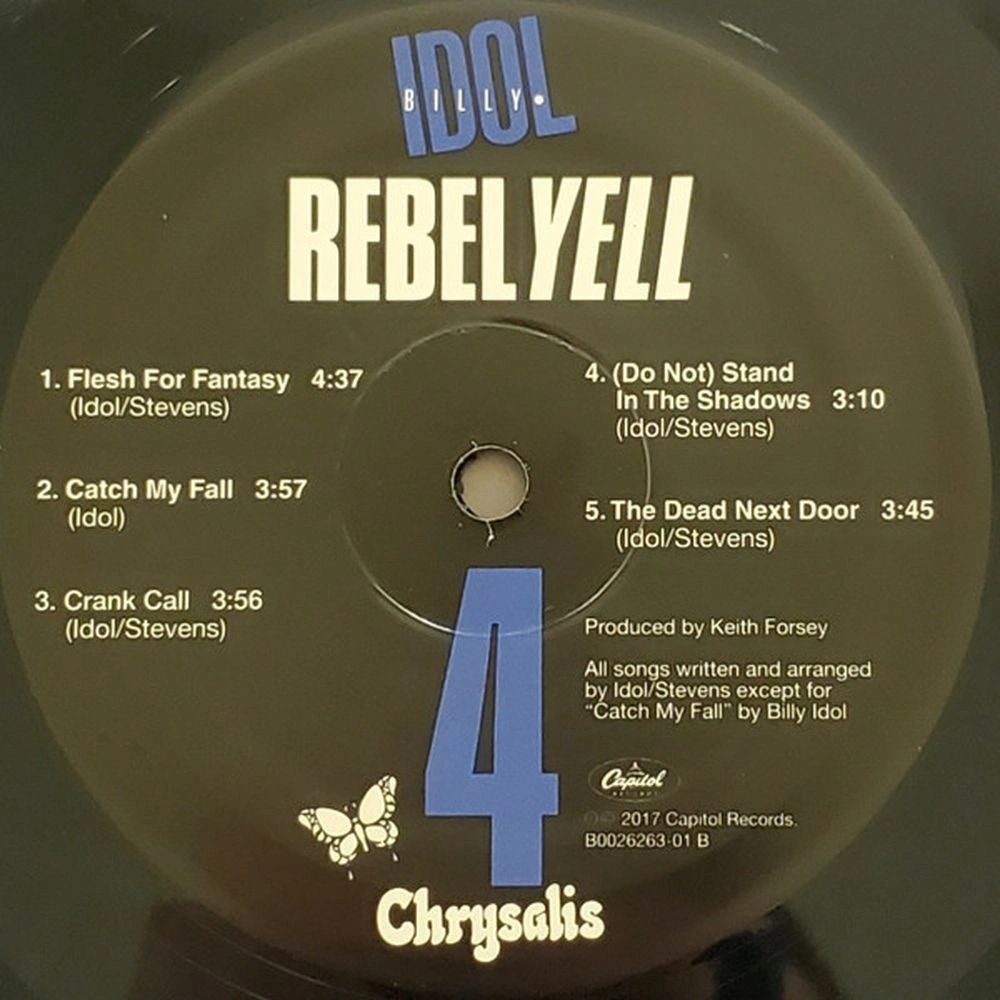 IDOL
BILLY•
REBEL YELL
1. Flesh For Fantasy 4:37
(Idol/Stevens)
2. Catch My Fall 3:57
(Idol)
3. Crank Call 3:56
(Idol/Stevens)
4. (Do Not) Stand
In The Shadows 3:10
(Idol/Stevens)
5. The Dead Next Door 3:45
(Idol/Stevens)
4
Produced by Keith Forsey
All songs written and arranged
by Idol/Stevens except for
"Catch My Fall" by Billy Idol
Capitol
RECORDS
℗© 2017 Capitol Records.
B0026263-01 B
Chrysalis